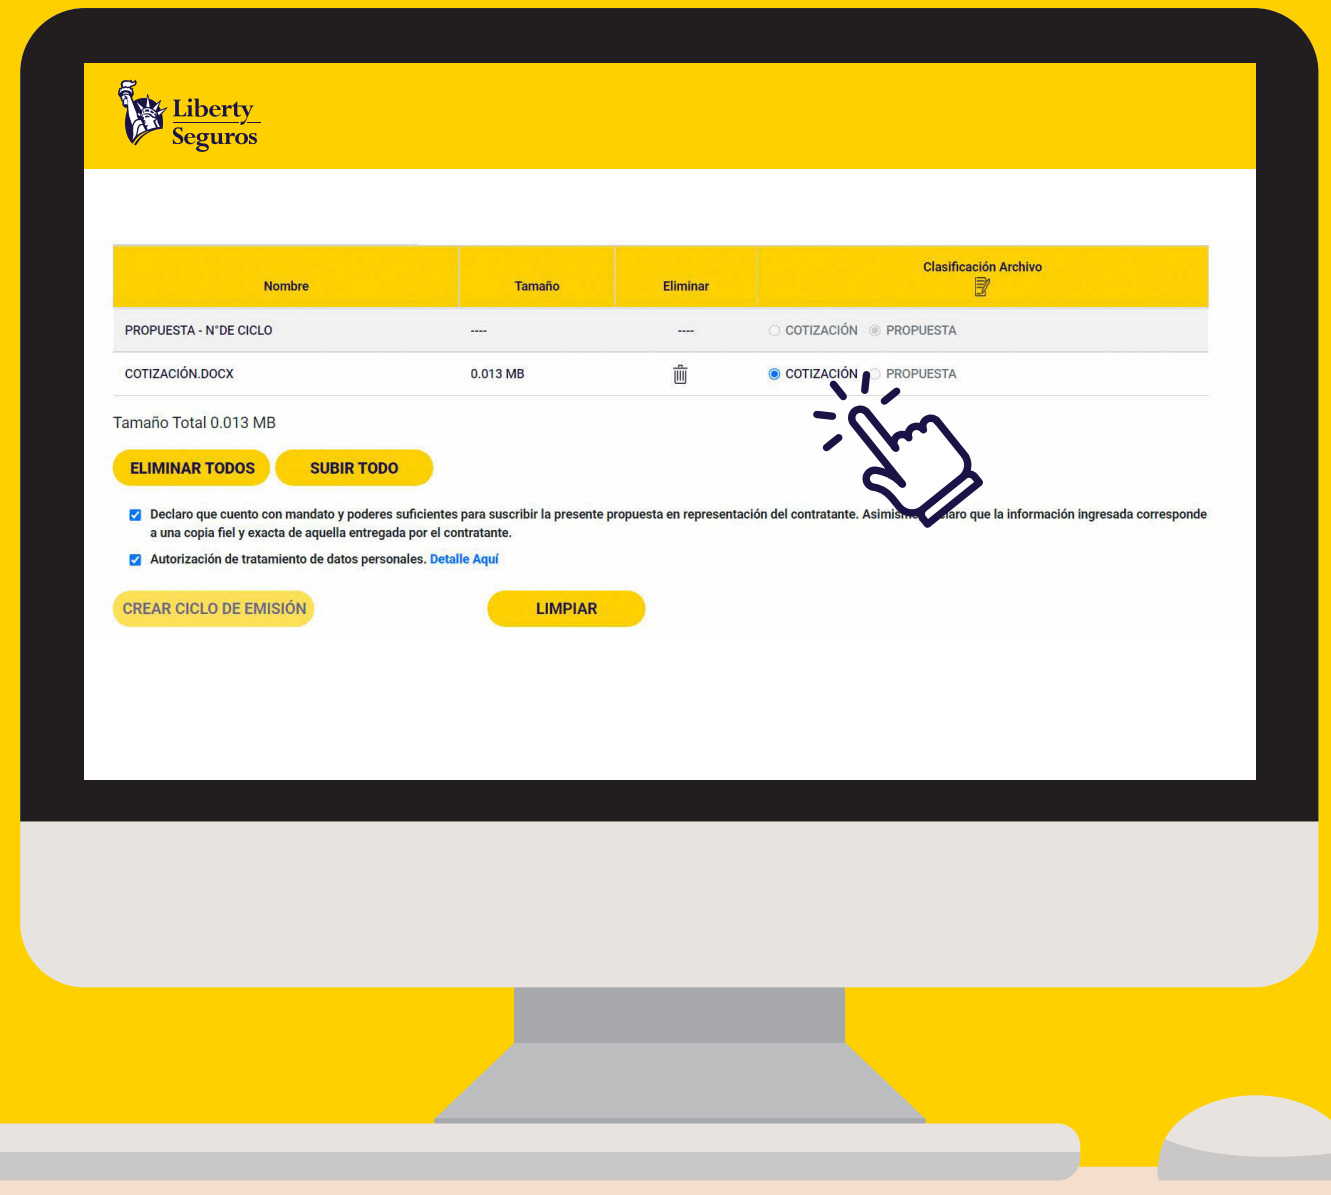 Liberty
Seguros
Nombre Tamaño Eliminar Clasificación Archivo
PROPUESTA - N°DE CICLO ---- ---- COTIZACIÓN PROPUESTA
COTIZACIÓN.DOCX 0.013 MB COTIZACIÓN PROPUESTA
Tamaño Total 0.013 MB
ELIMINAR TODOS SUBIR TODO
Declaro que cuento con mandato y poderes suficientes para suscribir la presente propuesta en representación del contratante. Asimismo, declaro que la información ingresada corresponde
a una copia fiel y exacta de aquella entregada por el contratante.
Autorización de tratamiento de datos personales. Detalle Aquí
CREAR CICLO DE EMISIÓN LIMPIAR